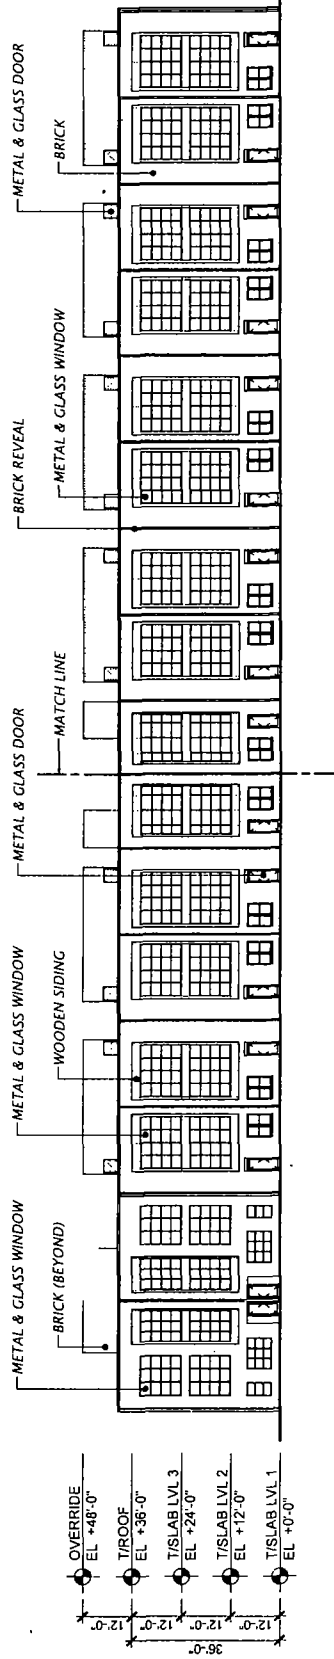 METAL & GLASS WINDOW
BRICK (BEYOND)
METAL & GLASS WINDOW
WOODEN SIDING
METAL & GLASS DOOR
MATCH LINE
BRICK REVEAL
METAL & GLASS WINDOW
METAL & GLASS DOOR
BRICK
OVERRIDE
EL +48'-0"
T/ROOF
EL +36'-0"
T/SLAB LVL 3
EL +24'-0"
T/SLAB LVL 2
EL +12'-0"
T/SLAB LVL 1
EL +0'-0"
12'-0"
12'-0"
12'-0"
12'-0"
36'-0"